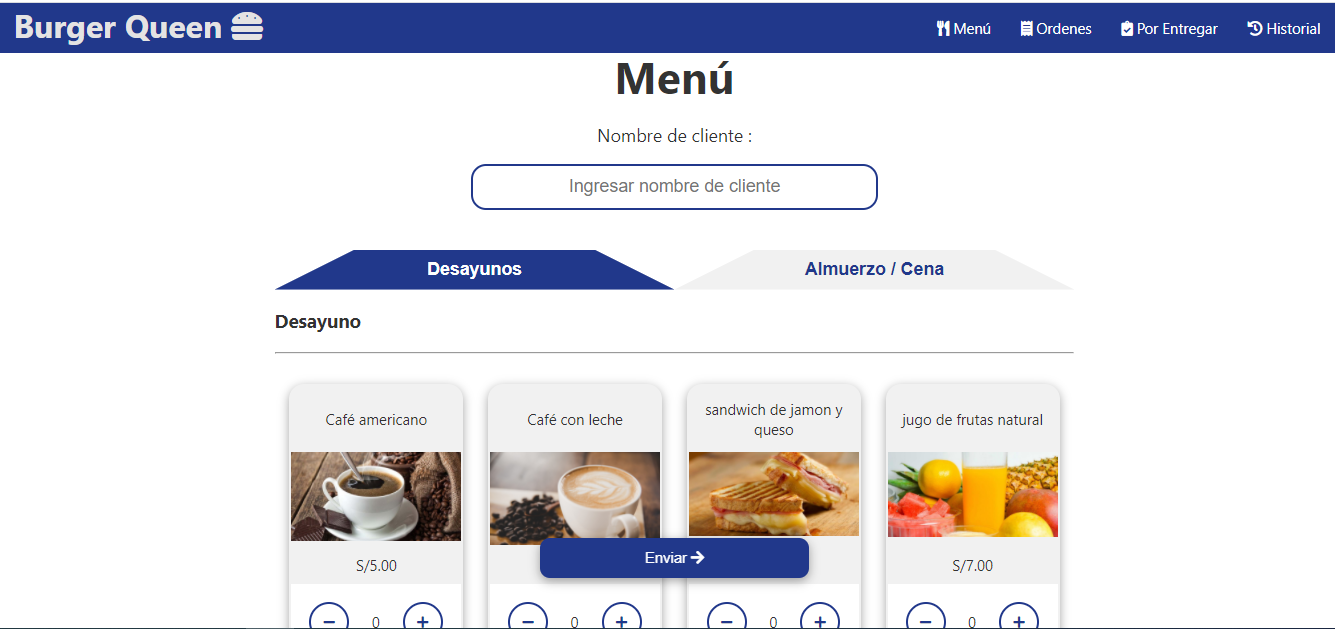 Burger Queen
Menú
Ordenes
Por Entregar
Historial
Menú
Nombre de cliente :
Ingresar nombre de cliente
Desayunos
Almuerzo / Cena
Desayuno
Café americano
Café con leche
sandwich de jamon y
queso
jugo de frutas natural
S/5.00
S/7.00
Enviar
− 0 +
− 0 +
− 0 +
− 0 +